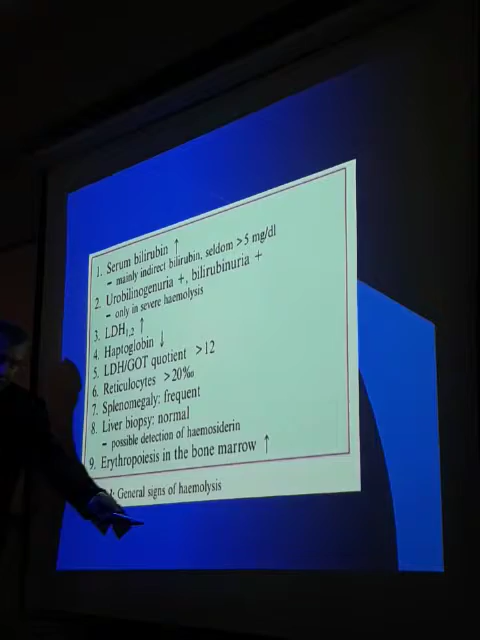 1. Serum bilirubin ↑
– mainly indirect bilirubin, seldom >5 mg/dl
2. Urobilinogenuria +, bilirubinuria +
– only in severe haemolysis
3. LDH1,2 ↑
4. Haptoglobin ↓
5. LDH/GOT quotient >12
6. Reticulocytes >20‰
7. Splenomegaly: frequent
8. Liver biopsy: normal
– possible detection of haemosiderin
9. Erythropoiesis in the bone marrow ↑
General signs of haemolysis